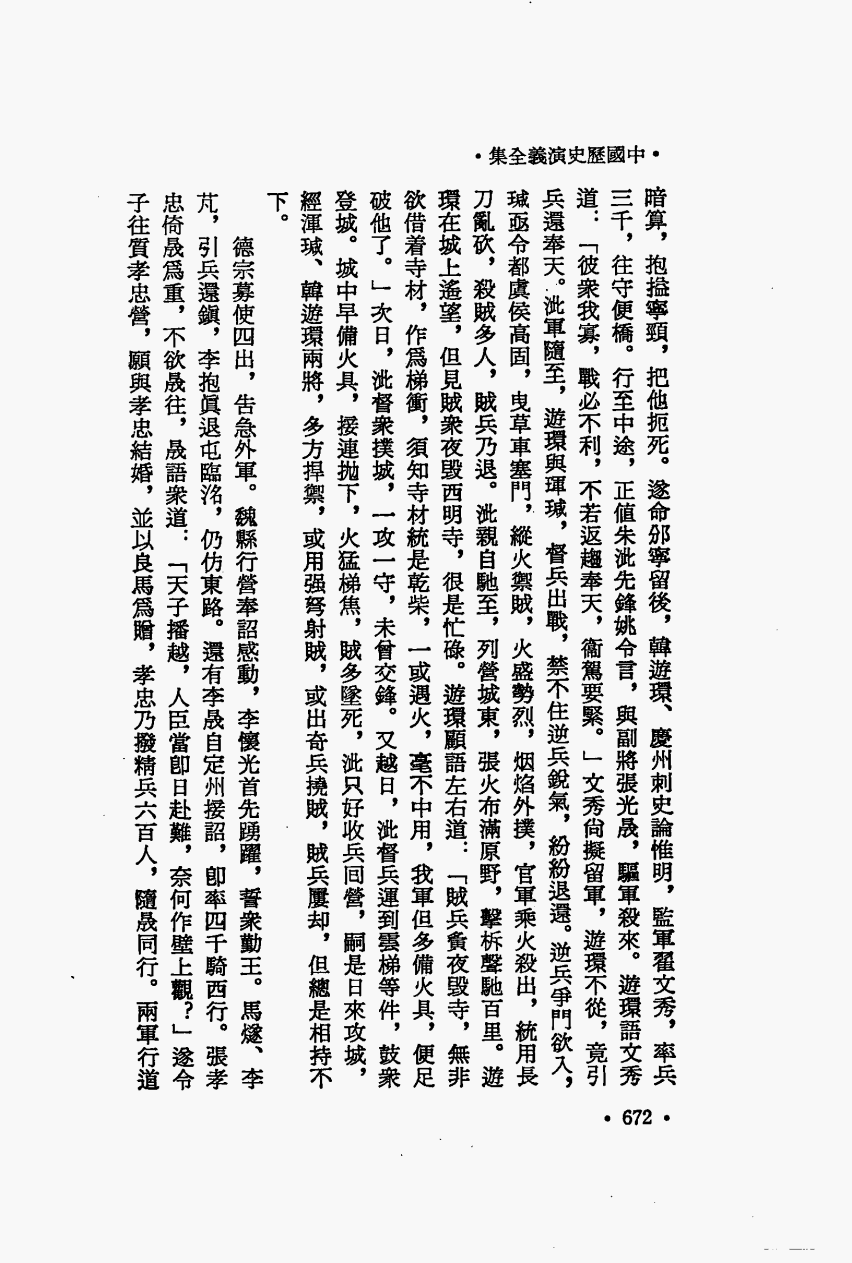 •中國歷史演義全集•
暗算，抱搤寧頸，把他扼死。遂命邠寧留後，韓遊環、慶州刺史論惟明，監軍翟文秀，率兵
三千，往守便橋。行至中途，正值朱泚先鋒姚令言，與副將張光晟，驅軍殺來。遊環語文秀
道：「彼衆我寡，戰必不利，不若返趨奉天，衞駕要緊。」文秀尙擬留軍，遊環不從，竟引
兵還奉天。泚軍隨至，遊環與琿瑊，督兵出戰，禁不住逆兵銳氣，紛紛退還。逆兵爭門欲入，
瑊亟令都虞侯高固，曳草車塞門，縱火禦賊，火盛勢烈，烟焰外撲，官軍乘火殺出，統用長
刀亂砍，殺賊多人，賊兵乃退。泚親自馳至，列營城東，張火布滿原野，擊柝聲馳百里。遊
環在城上遙望，但見賊衆夜毀西明寺，很是忙碌。遊環顧語左右道：「賊兵夤夜毀寺，無非
欲借着寺材，作爲梯衝，須知寺材統是乾柴，一或遇火，毫不中用，我軍但多備火具，便足
破他了。」次日，泚督衆撲城，一攻一守，未曾交鋒。又越日，泚督兵運到雲梯等件，鼓衆
登城。城中早備火具，接連抛下，火猛梯焦，賊多墜死，泚只好收兵回營，嗣是日來攻城，
經渾瑊、韓遊環兩將，多方捍禦，或用强弩射賊，或出奇兵撓賊，賊兵屢却，但總是相持不
下。
德宗募使四出，告急外軍。魏縣行營奉詔感動，李懷光首先踴躍，誓衆勤王。馬燧、李
芃，引兵還鎭，李抱眞退屯臨洺，仍仿東路。還有李晟自定州接詔，卽率四千騎西行。張孝
忠倚晟爲重，不欲晟往，晟語衆道：「天子播越，人臣當卽日赴難，奈何作壁上觀？」遂令
子往質孝忠營，願與孝忠結婚，並以良馬爲贈，孝忠乃撥精兵六百人，隨晟同行。兩軍行道
•672•